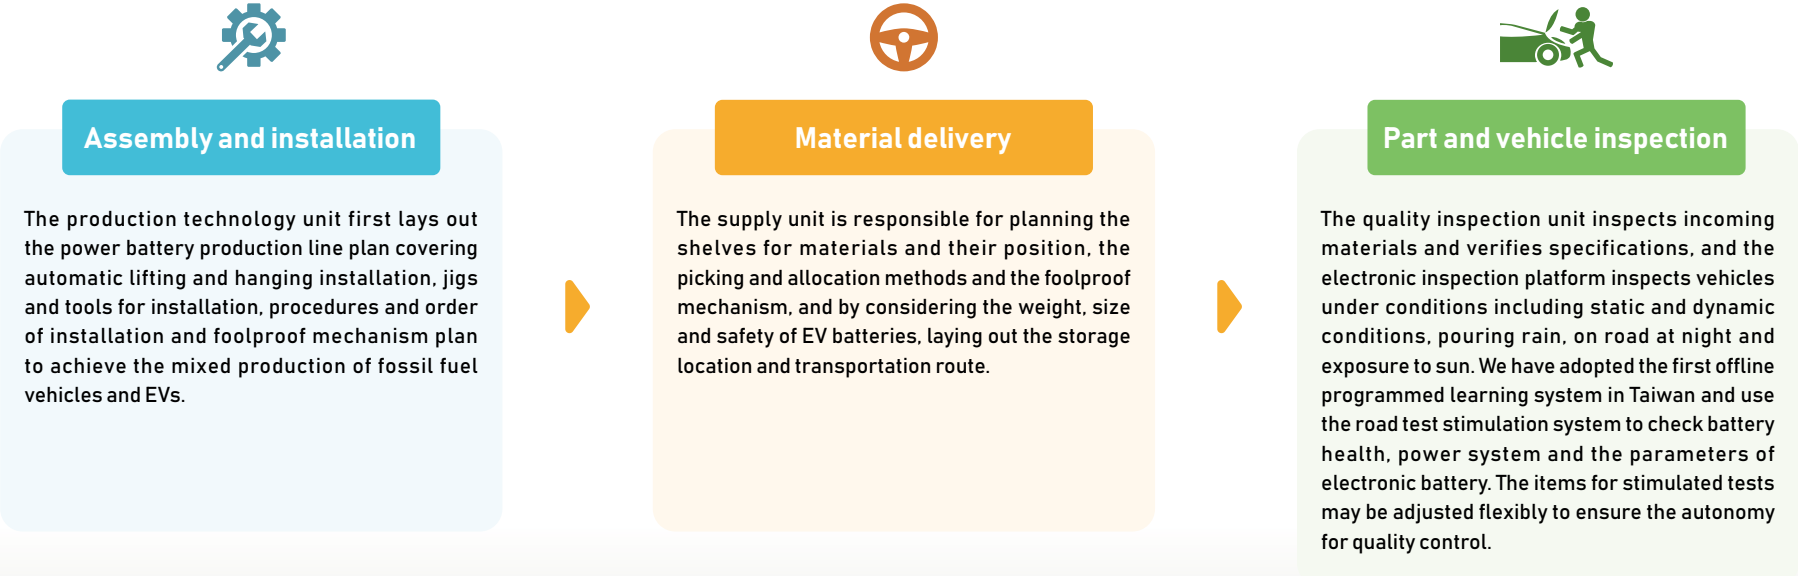 Assembly and installation
The production technology unit first lays out
the power battery production line plan covering
automatic lifting and hanging installation, jigs
and tools for installation, procedures and order
of installation and foolproof mechanism plan
to achieve the mixed production of fossil fuel
vehicles and EVs.
Material delivery
The supply unit is responsible for planning the
shelves for materials and their position, the
picking and allocation methods and the foolproof
mechanism, and by considering the weight, size
and safety of EV batteries, laying out the storage
location and transportation route.
Part and vehicle inspection
The quality inspection unit inspects incoming
materials and verifies specifications, and the
electronic inspection platform inspects vehicles
under conditions including static and dynamic
conditions, pouring rain, on road at night and
exposure to sun. We have adopted the first offline
programmed learning system in Taiwan and use
the road test stimulation system to check battery
health, power system and the parameters of
electronic battery. The items for stimulated tests
may be adjusted flexibly to ensure the autonomy
for quality control.